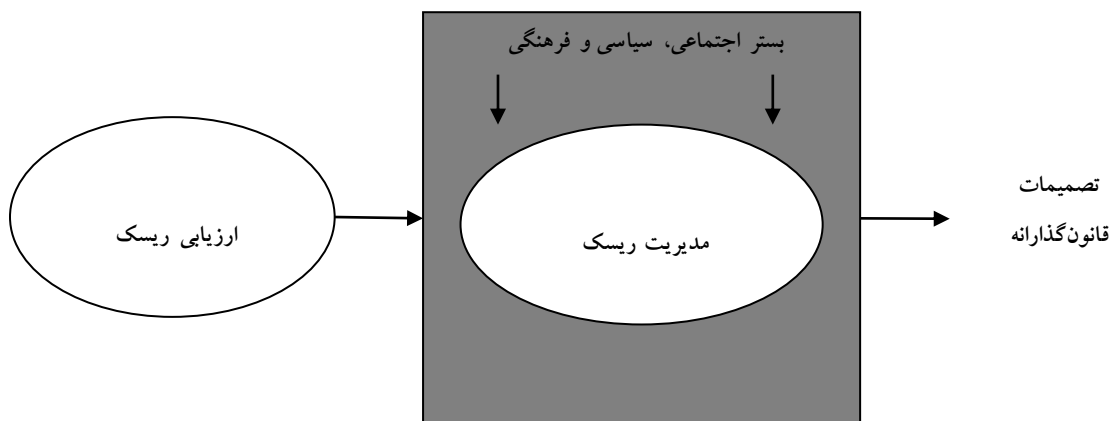 بستر اجتماعی، سیاسی و فرهنگی
ارزیابی ریسک
مدیریت ریسک
تصمیمات
قانون‌گذارانه